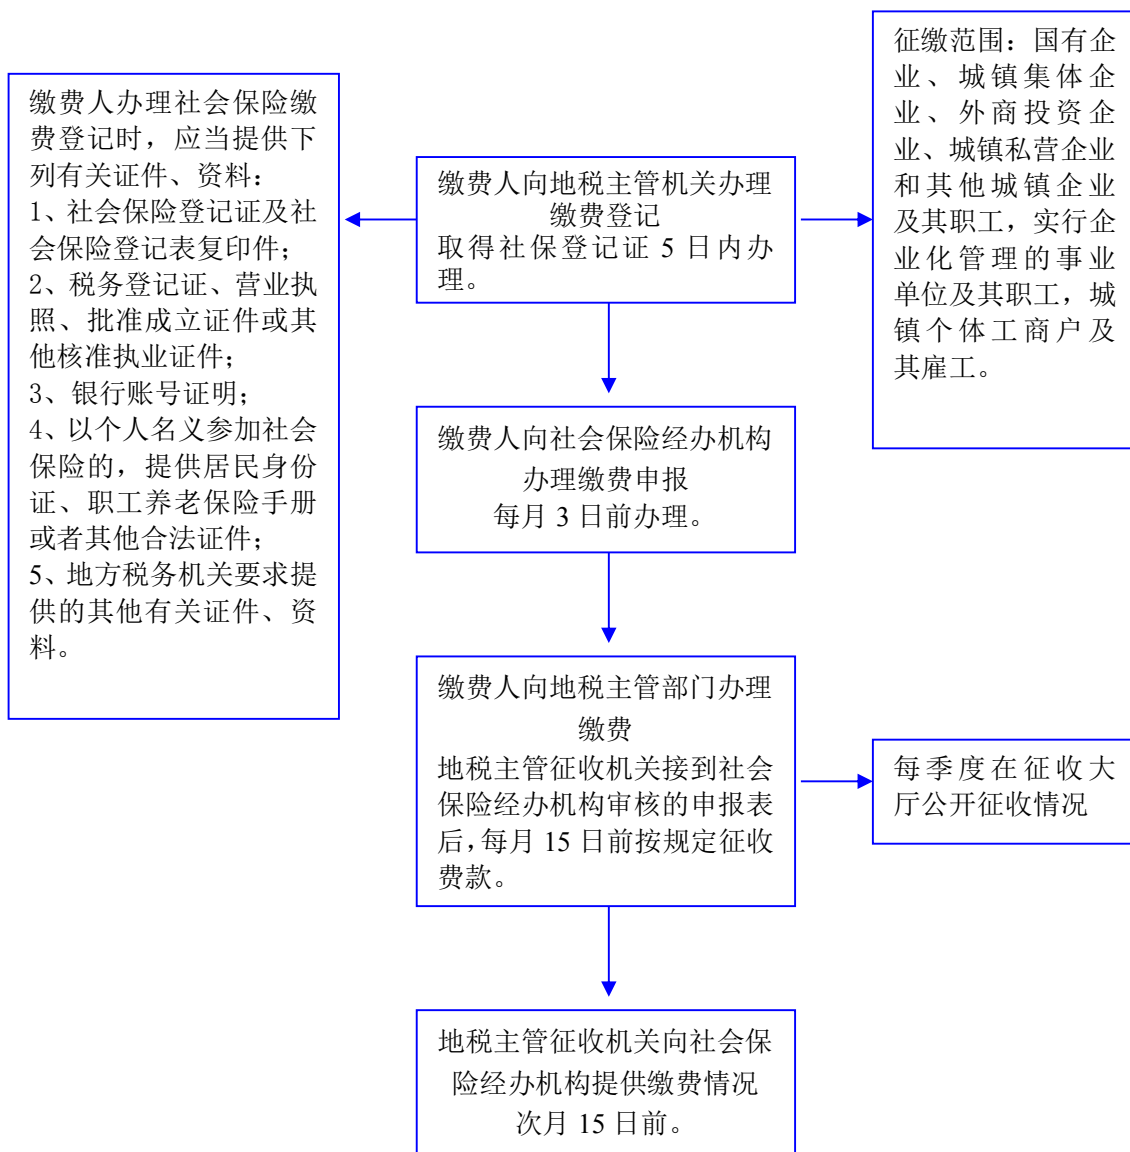 缴费人办理社会保险缴
费登记时，应当提供下
列有关证件、资料：
1、社会保险登记证及社
会保险登记表复印件；
2、税务登记证、营业执
照、批准成立证件或其
他核准执业证件；
3、银行账号证明；
4、以个人名义参加社会
保险的，提供居民身份
证、职工养老保险手册
或者其他合法证件；
5、地方税务机关要求提
供的其他有关证件、资
料。
缴费人向地税主管机关办理
缴费登记
取得社保登记证 5 日内办
理。
征缴范围：国有企
业、城镇集体企
业、外商投资企
业、城镇私营企业
和其他城镇企业
及其职工，实行企
业化管理的事业
单位及其职工，城
镇个体工商户及
其雇工。
缴费人向社会保险经办机构
办理缴费申报
每月 3 日前办理。
缴费人向地税主管部门办理
缴费
地税主管征收机关接到社会
保险经办机构审核的申报表
后，每月 15 日前按规定征收
费款。
每季度在征收大
厅公开征收情况
地税主管征收机关向社会保
险经办机构提供缴费情况
次月 15 日前。